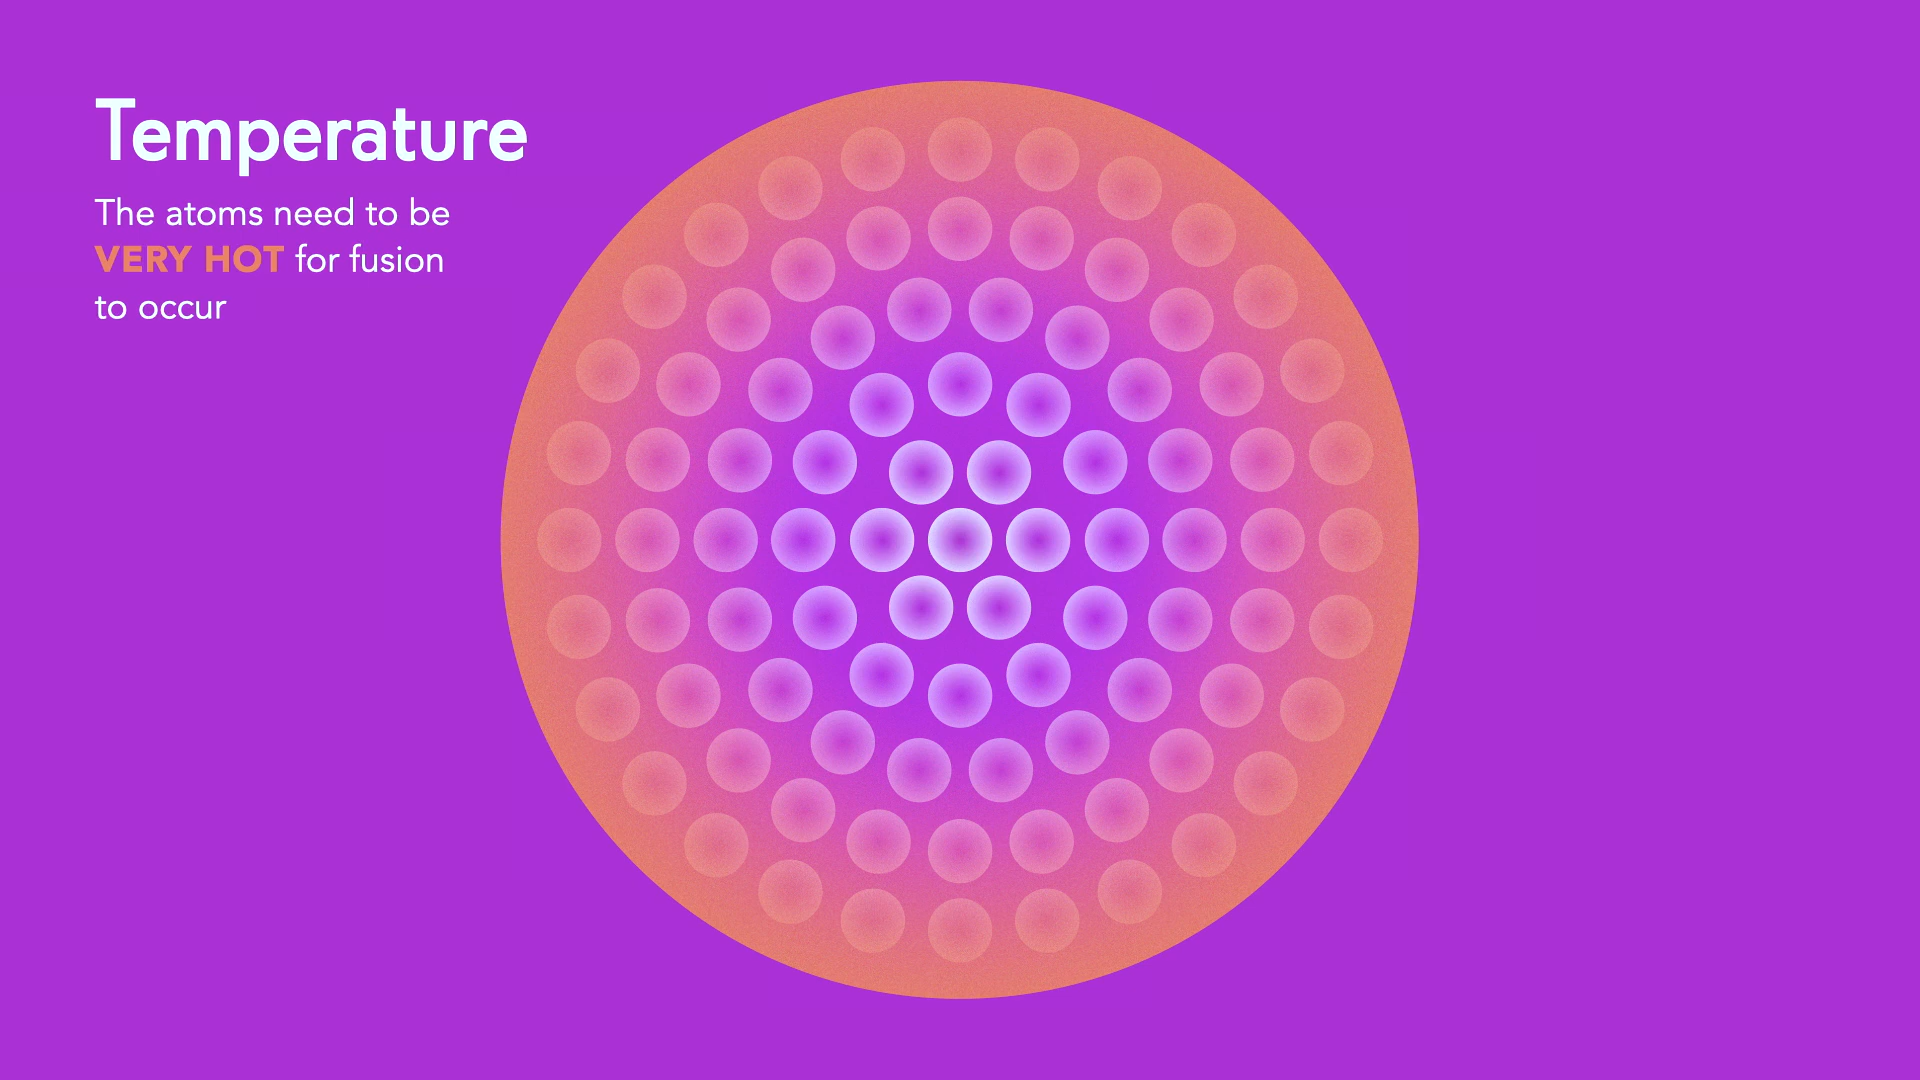 Temperature
The atoms need to be
VERY HOT for fusion
to occur